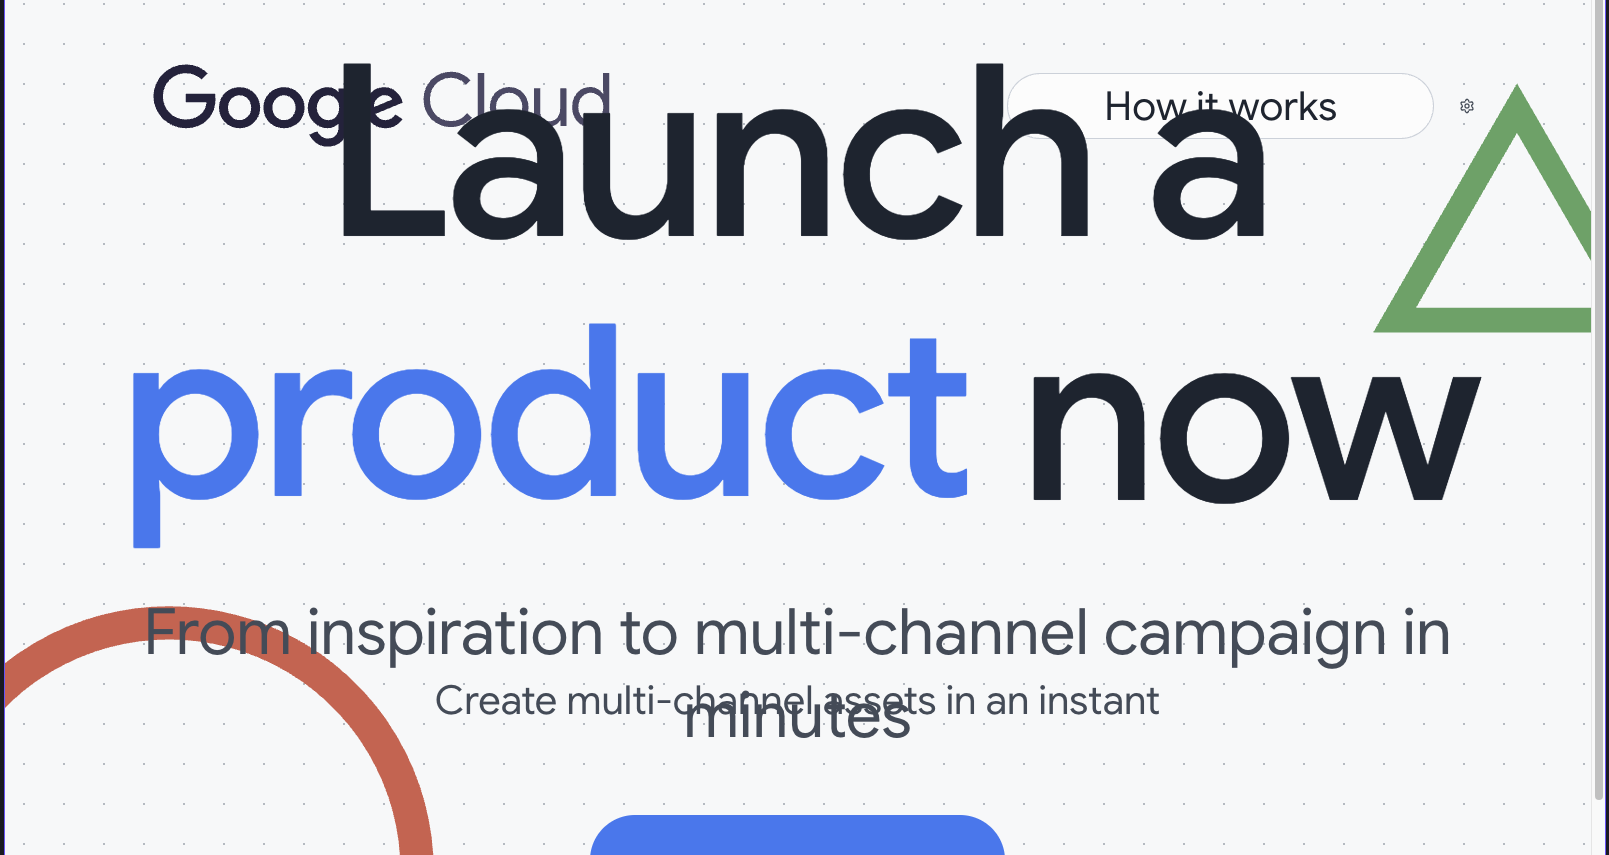 Google Cloud
How it works
Launch a
product now
From inspiration to multi-channel campaign in
minutes
Create multi-channel assets in an instant